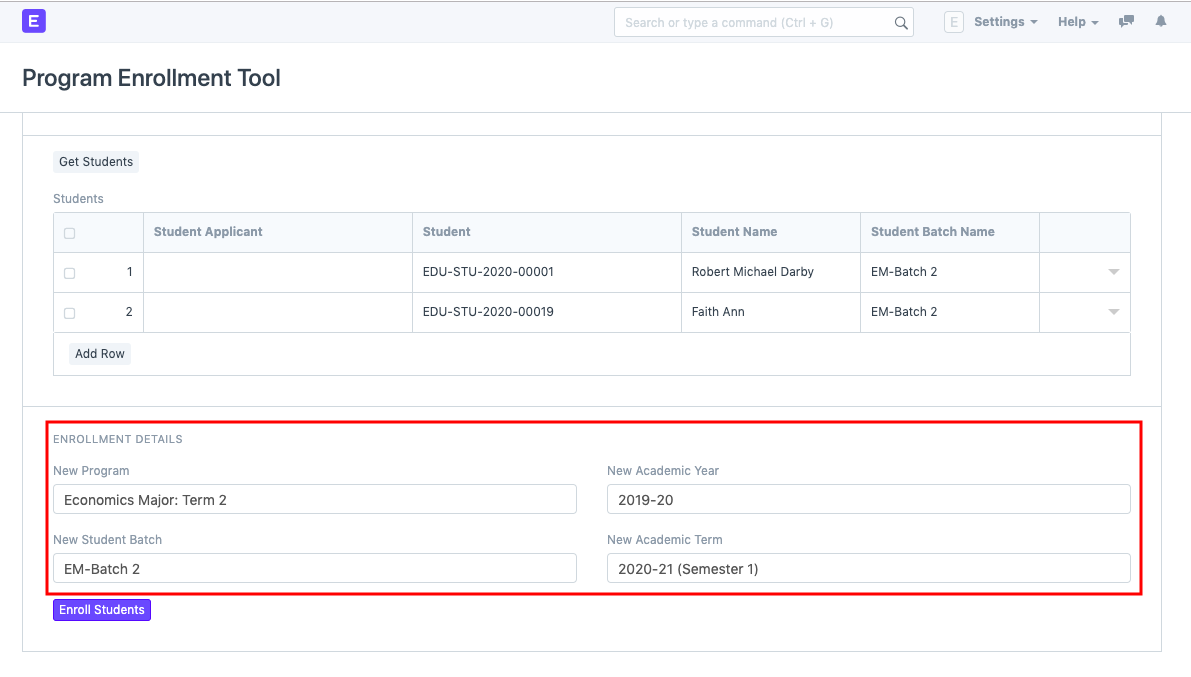 E Search or type a command (Ctrl + G) E Settings Help
Program Enrollment Tool
Get Students
Students
Student Applicant Student Student Name Student Batch Name
1 EDU-STU-2020-00001 Robert Michael Darby EM-Batch 2
2 EDU-STU-2020-00019 Faith Ann EM-Batch 2
Add Row
ENROLLMENT DETAILS
New Program New Academic Year
Economics Major: Term 2 2019-20
New Student Batch New Academic Term
EM-Batch 2 2020-21 (Semester 1)
Enroll Students